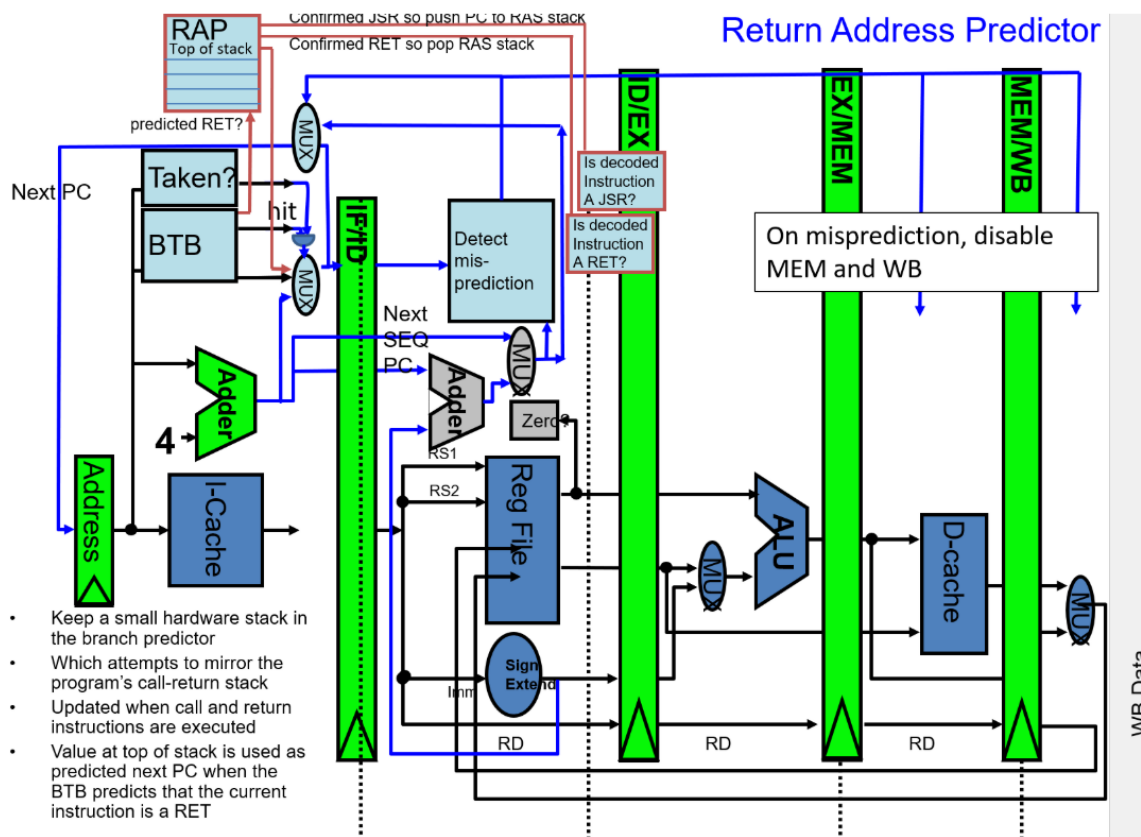 Return Address Predictor
RAP
Top of stack
Confirmed JSR so push PC to RAS stack
Confirmed RET so pop RAS stack
predicted RET?
MUX
Next PC
Taken?
BTB
hit
MUX
IF/ID
Detect
mis-
prediction
ID/EX
Is decoded
Instruction
A JSR?
Is decoded
Instruction
A RET?
EX/MEM
MEM/WB
On misprediction, disable
MEM and WB
Next
SEQ
PC
Adder
4
Adder
MUX
Zero?
Address
I-Cache
RS1
RS2
Reg File
MUX
ALU
D-cache
MUX
Sign
Extend
Imm
RD
RD
RD
WB Data
• Keep a small hardware stack in
the branch predictor
• Which attempts to mirror the
program's call-return stack
• Updated when call and return
instructions are executed
• Value at top of stack is used as
predicted next PC when the
BTB predicts that the current
instruction is a RET